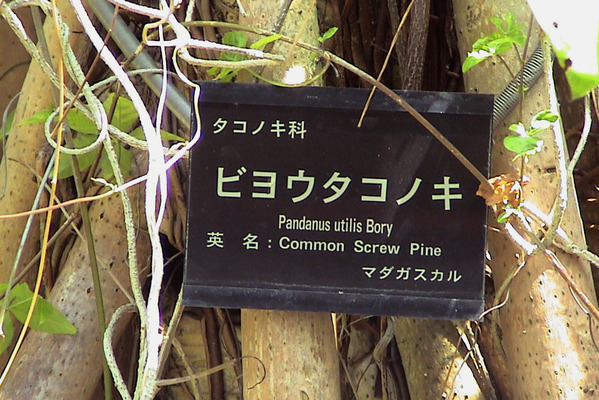 タコノキ科
ビヨウタコノキ
Pandanus utilis Bory
英 名：Common Screw Pine
マダガスカル